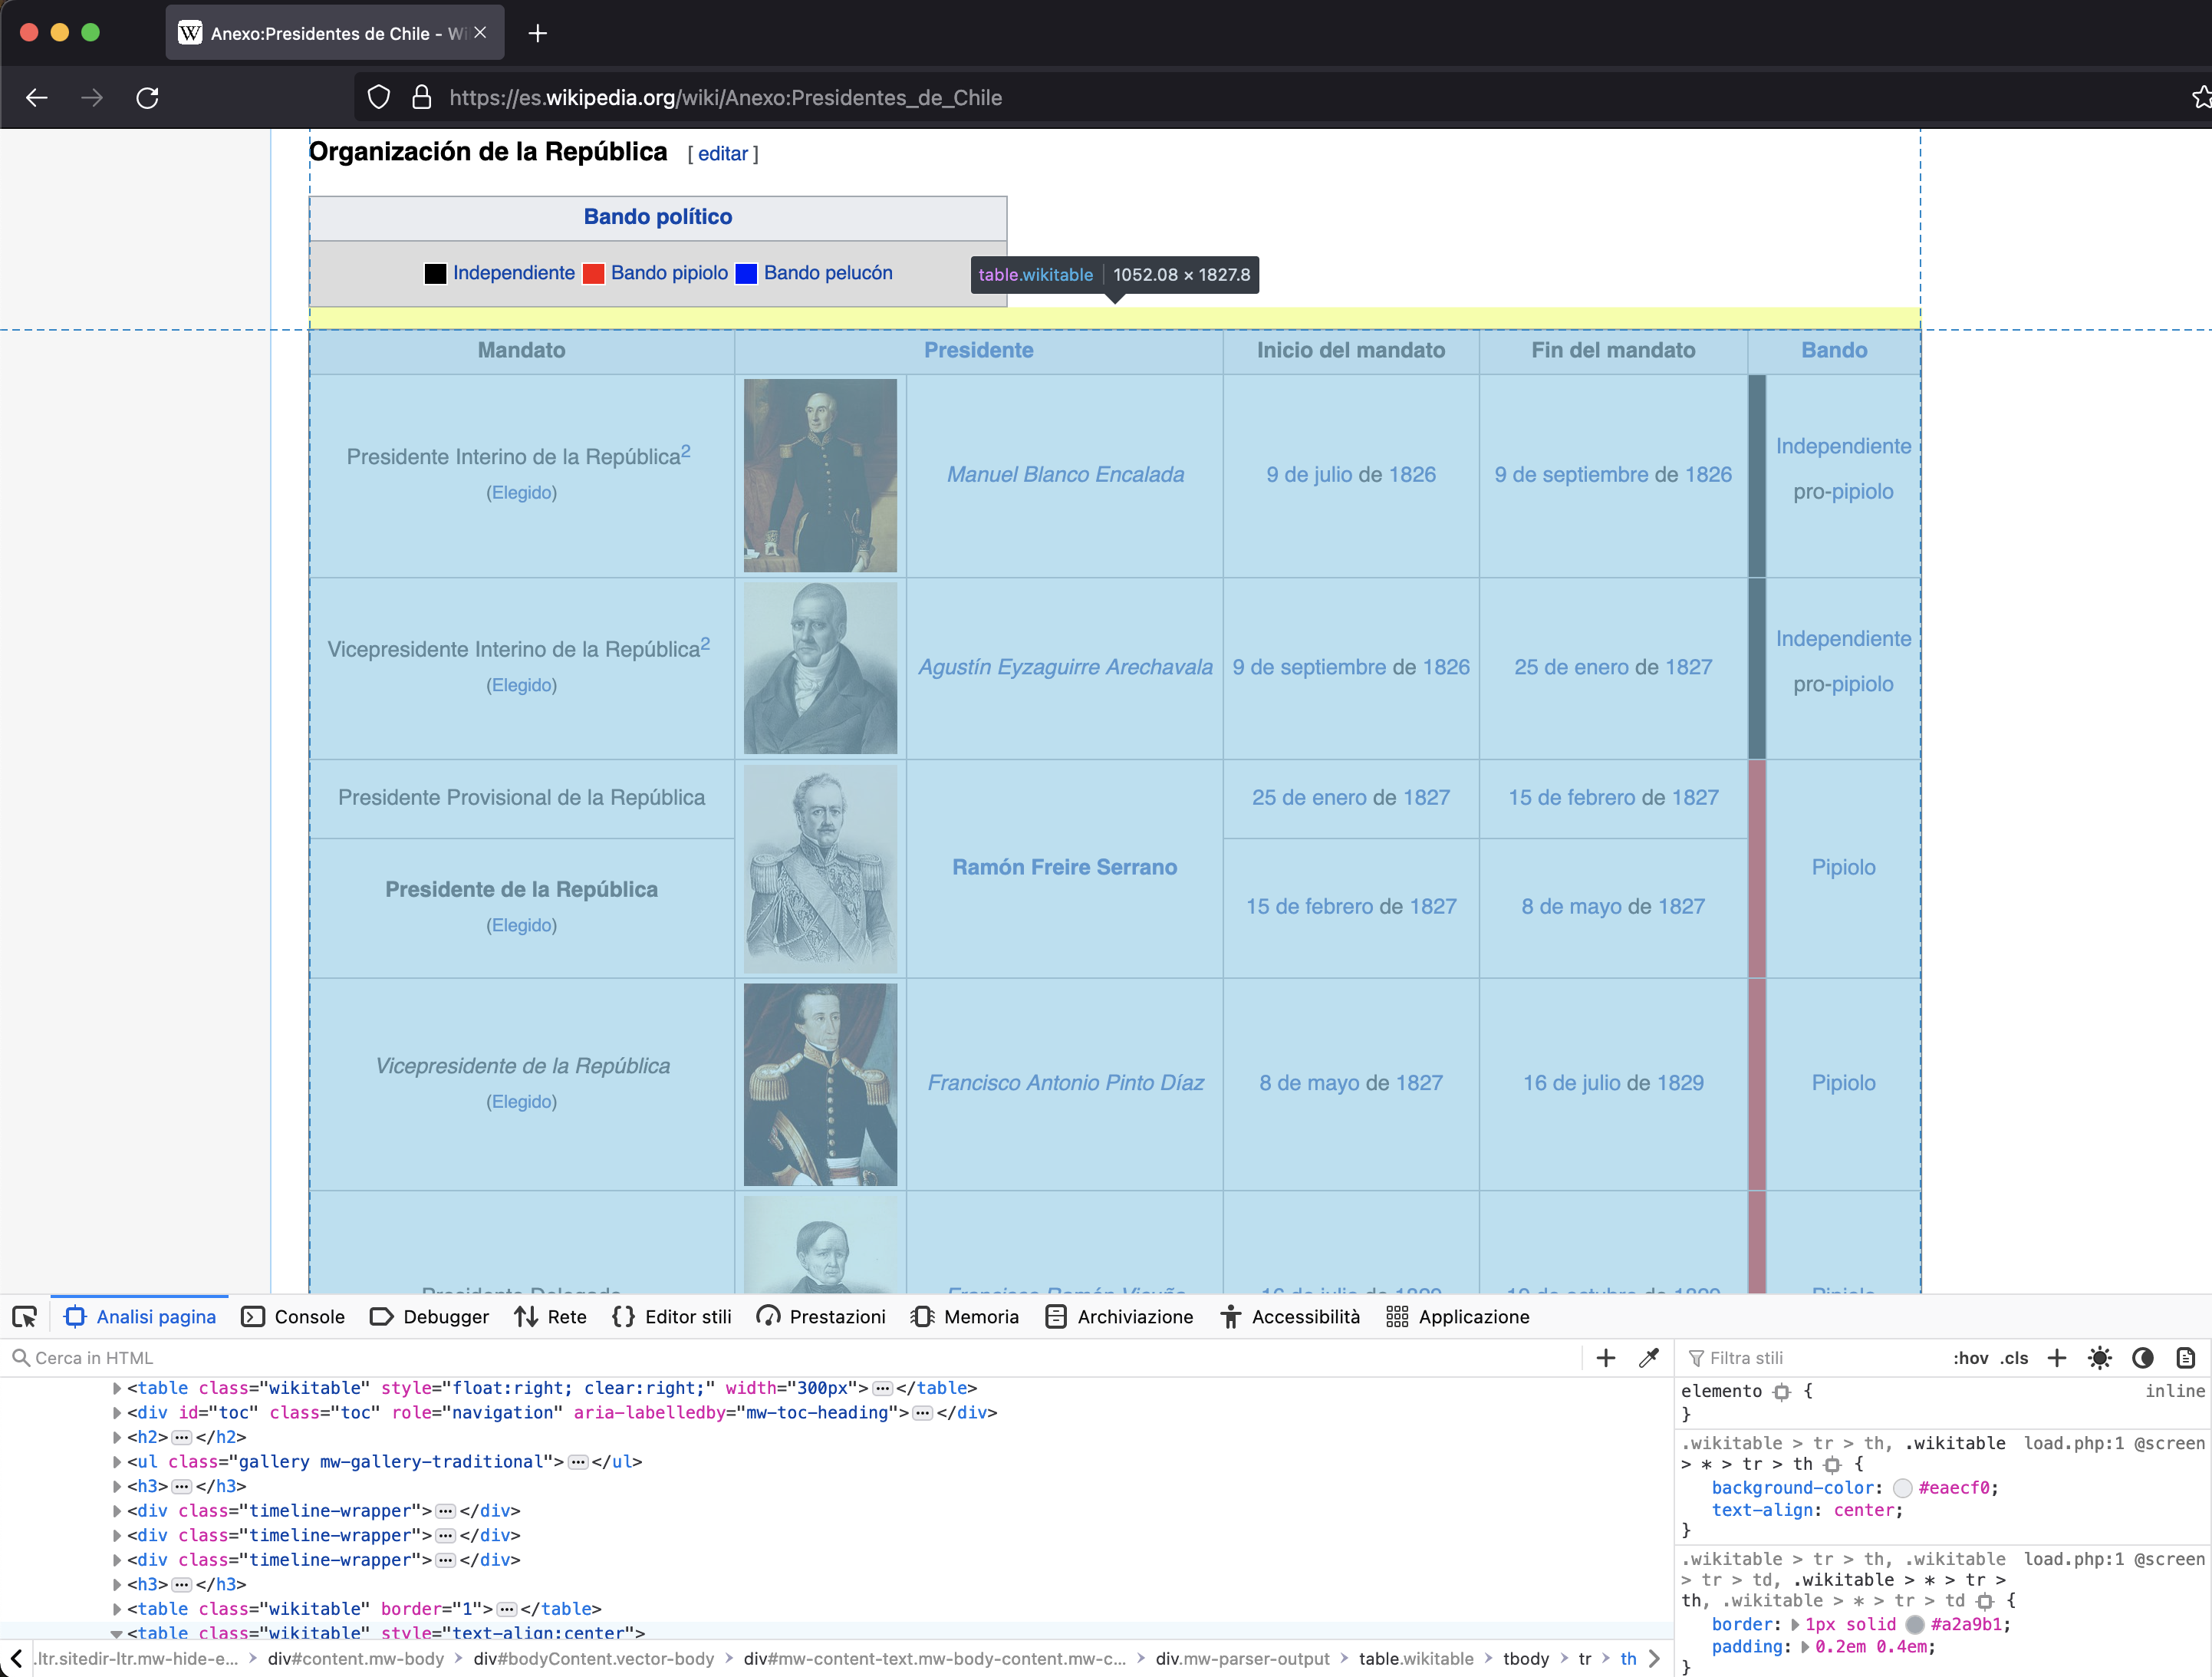 Anexo:Presidentes de Chile - Wi
https://es.wikipedia.org/wiki/Anexo:Presidentes_de_Chile
Organización de la República [ editar ]
Bando político
Independiente Bando pipiolo Bando pelucón
table.wikitable 1052.08 × 1827.8
Mandato Presidente Inicio del mandato Fin del mandato Bando
Presidente Interino de la República2
(Elegido)
Manuel Blanco Encalada
9 de julio de 1826
9 de septiembre de 1826
Independiente
pro-pipiolo
Vicepresidente Interino de la República2
(Elegido)
Agustín Eyzaguirre Arechavala
9 de septiembre de 1826
25 de enero de 1827
Independiente
pro-pipiolo
Presidente Provisional de la República
25 de enero de 1827
15 de febrero de 1827
Ramón Freire Serrano
Pipiolo
Presidente de la República
(Elegido)
15 de febrero de 1827
8 de mayo de 1827
Vicepresidente de la República
(Elegido)
Francisco Antonio Pinto Díaz
8 de mayo de 1827
16 de julio de 1829
Pipiolo
Presidente Delegado
Francisco Ramón Vicuña
16 de julio de 1829
Pipiolo
Analisi pagina Console Debugger Rete Editor stili Prestazioni Memoria Archiviazione Accessibilità Applicazione
Cerca in HTML
<table class="wikitable" style="float:right; clear:right;" width="300px"> ••• </table>
<div id="toc" class="toc" role="navigation" aria-labelledby="mw-toc-heading"> ••• </div>
<h2> ••• </h2>
<ul class="gallery mw-gallery-traditional"> ••• </ul>
<h3> ••• </h3>
<div class="timeline-wrapper"> ••• </div>
<div class="timeline-wrapper"> ••• </div>
<div class="timeline-wrapper"> ••• </div>
<h3> ••• </h3>
<table class="wikitable" border="1"> ••• </table>
<table class="wikitable" style="text-align:center">
.ltr.sitedir-ltr.mw-hide-e... > div#content.mw-body > div#bodyContent.vector-body > div#mw-content-text.mw-body-content.mw-c... > div.mw-parser-output > table.wikitable > tbody > tr > th
Filtra stili :hov .cls
elemento { inline
}
.wikitable > tr > th, .wikitable load.php:1 @screen
> * > tr > th {
background-color: #eaecf0;
text-align: center;
}
.wikitable > tr > th, .wikitable load.php:1 @screen
> tr > td, .wikitable > * > tr >
th, .wikitable > * > tr > td {
border: 1px solid #a2a9b1;
padding: 0.2em 0.4em;
}